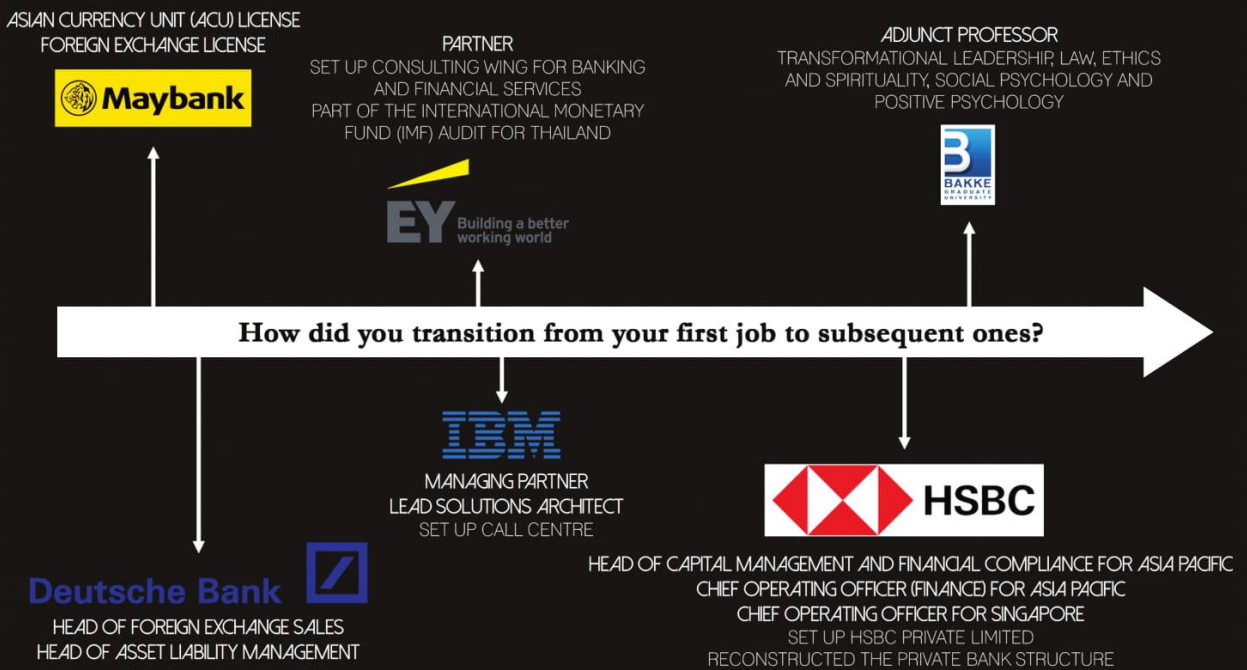 ASIAN CURRENCY UNIT (ACU) LICENSE
FOREIGN EXCHANGE LICENSE
Maybank
PARTNER
SET UP CONSULTING WING FOR BANKING
AND FINANCIAL SERVICES
PART OF THE INTERNATIONAL MONETARY
FUND (IMF) AUDIT FOR THAILAND
EY Building a better
working world
ADJUNCT PROFESSOR
TRANSFORMATIONAL LEADERSHIP, LAW, ETHICS
AND SPIRITUALITY, SOCIAL PSYCHOLOGY AND
POSITIVE PSYCHOLOGY
B
BAKKE
GRADUATE
UNIVERSITY
How did you transition from your first job to subsequent ones?
Deutsche Bank
HEAD OF FOREIGN EXCHANGE SALES
HEAD OF ASSET LIABILITY MANAGEMENT
IBM
MANAGING PARTNER
LEAD SOLUTIONS ARCHITECT
SET UP CALL CENTRE
HSBC
HEAD OF CAPITAL MANAGEMENT AND FINANCIAL COMPLIANCE FOR ASIA PACIFIC
CHIEF OPERATING OFFICER (FINANCE) FOR ASIA PACIFIC
CHIEF OPERATING OFFICER FOR SINGAPORE
SET UP HSBC PRIVATE LIMITED
RECONSTRUCTED THE PRIVATE BANK STRUCTURE